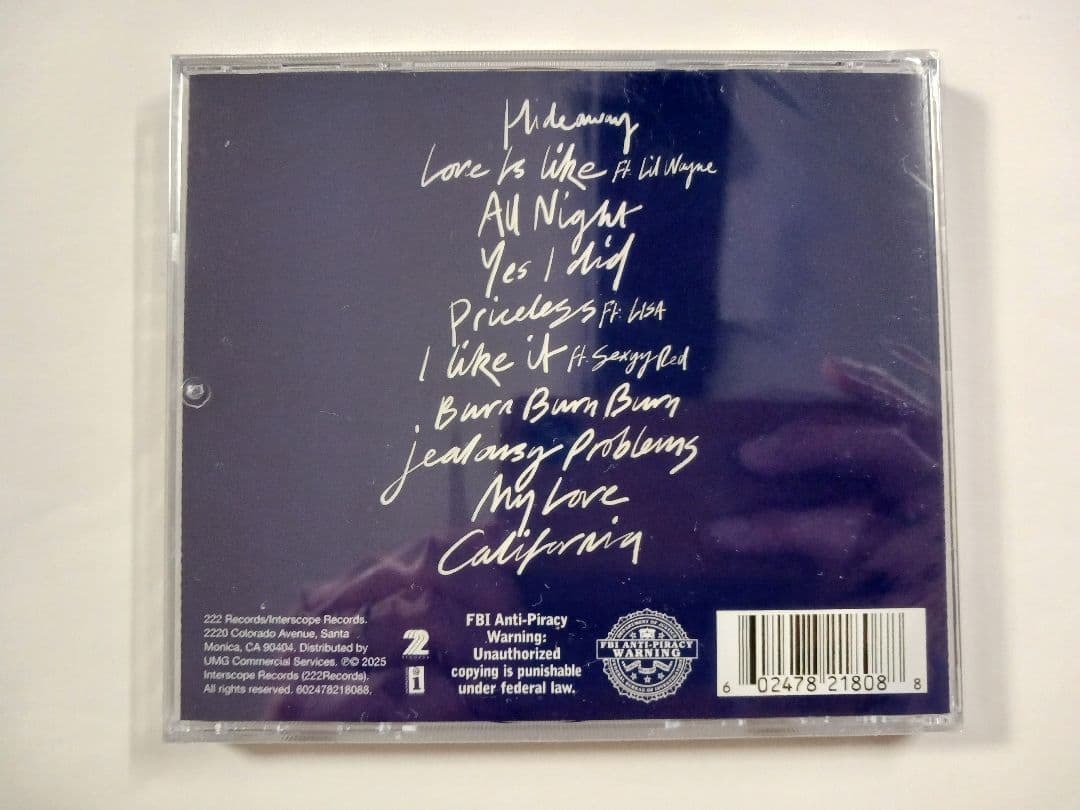 Hideaway
Love Is Like Ft. Lil Wayne
All Night
Yes I did
Priceless Ft. LISA
I like it ft. Sexyy Red
Burn Burn Burn
jealousy Problems
My Love
California
222 Records/Interscope Records.
2220 Colorado Avenue, Santa
Monica, CA 90404. Distributed by
UMG Commercial Services. ℗© 2025
Interscope Records (222Records).
All rights reserved. 602478218088.
222
i
FBI Anti-Piracy
Warning:
Unauthorized
copying is punishable
under federal law.
FBI ANTI-PIRACY
WARNING
6 02478 21808 8